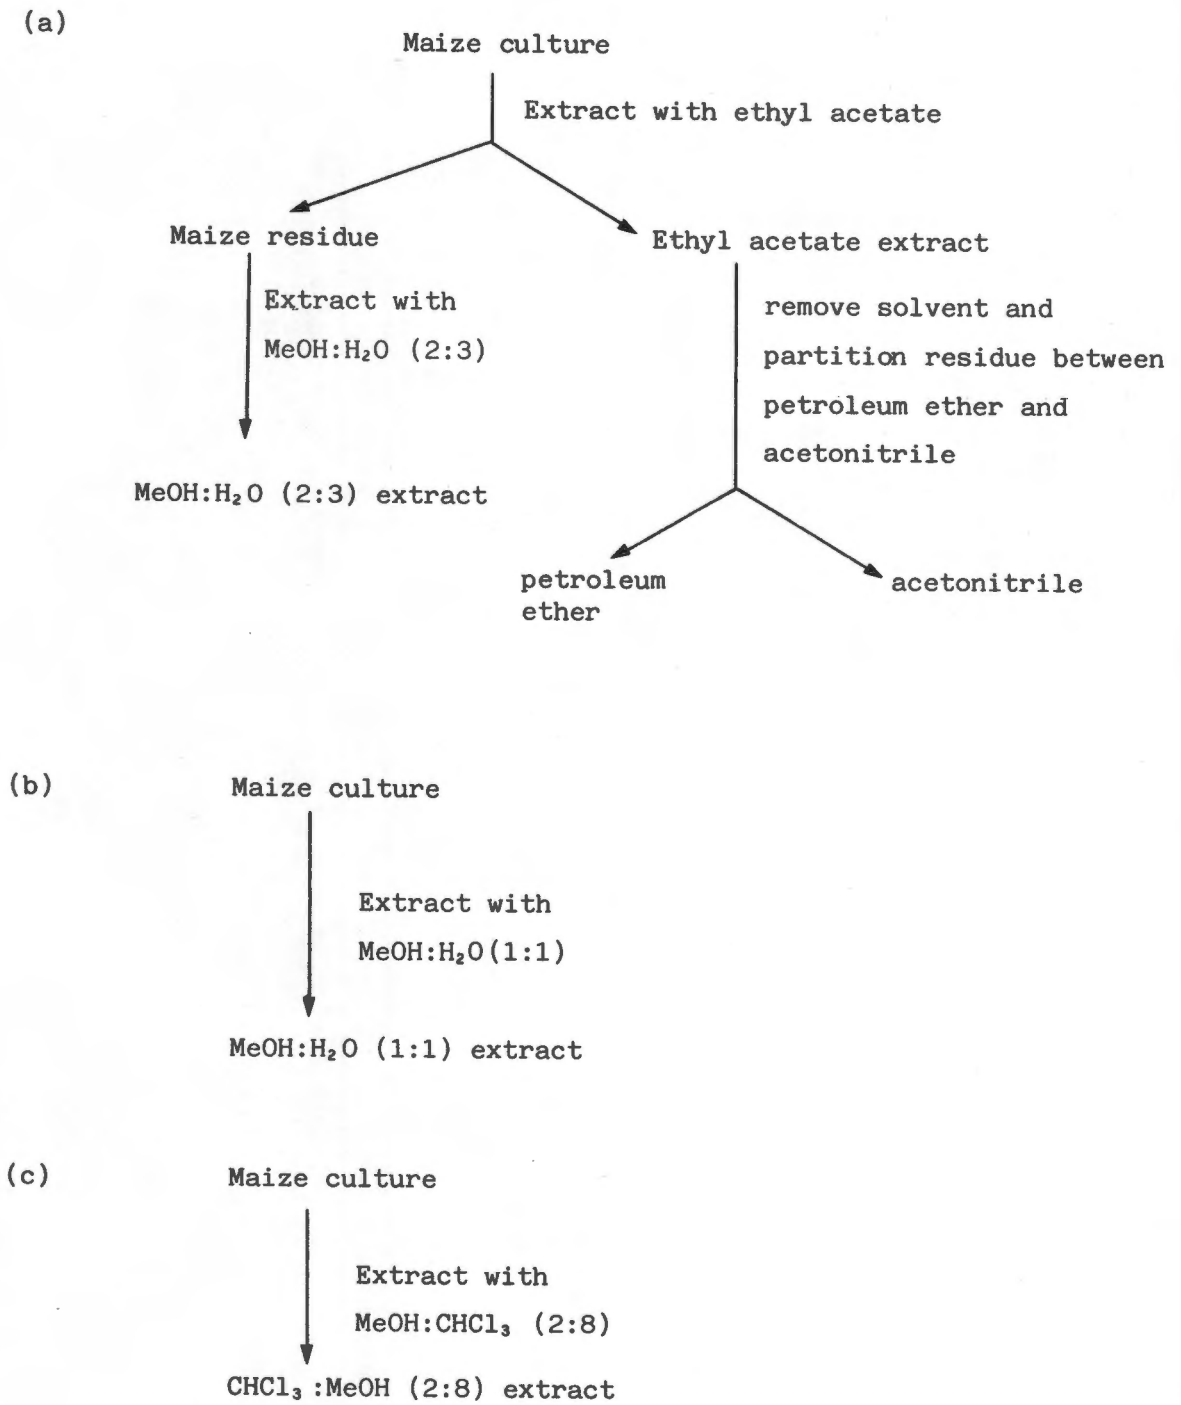 (a)
Maize culture
Extract with ethyl acetate
Maize residue
Ethyl acetate extract
Extract with
MeOH:H₂O (2:3)
remove solvent and
partition residue between
petroleum ether and
acetonitrile
MeOH:H₂O (2:3) extract
petroleum
ether
acetonitrile
(b)
Maize culture
Extract with
MeOH:H₂O(1:1)
MeOH:H₂O (1:1) extract
(c)
Maize culture
Extract with
MeOH:CHCl₃ (2:8)
CHCl₃:MeOH (2:8) extract